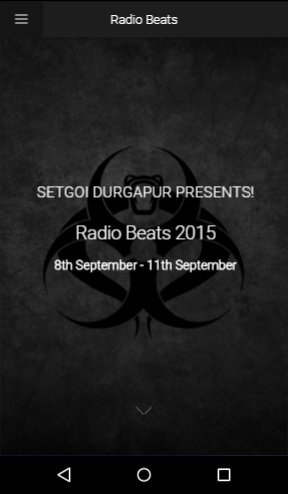 Radio Beats
SETGOI DURGAPUR PRESENTS!
Radio Beats 2015
8th September - 11th September